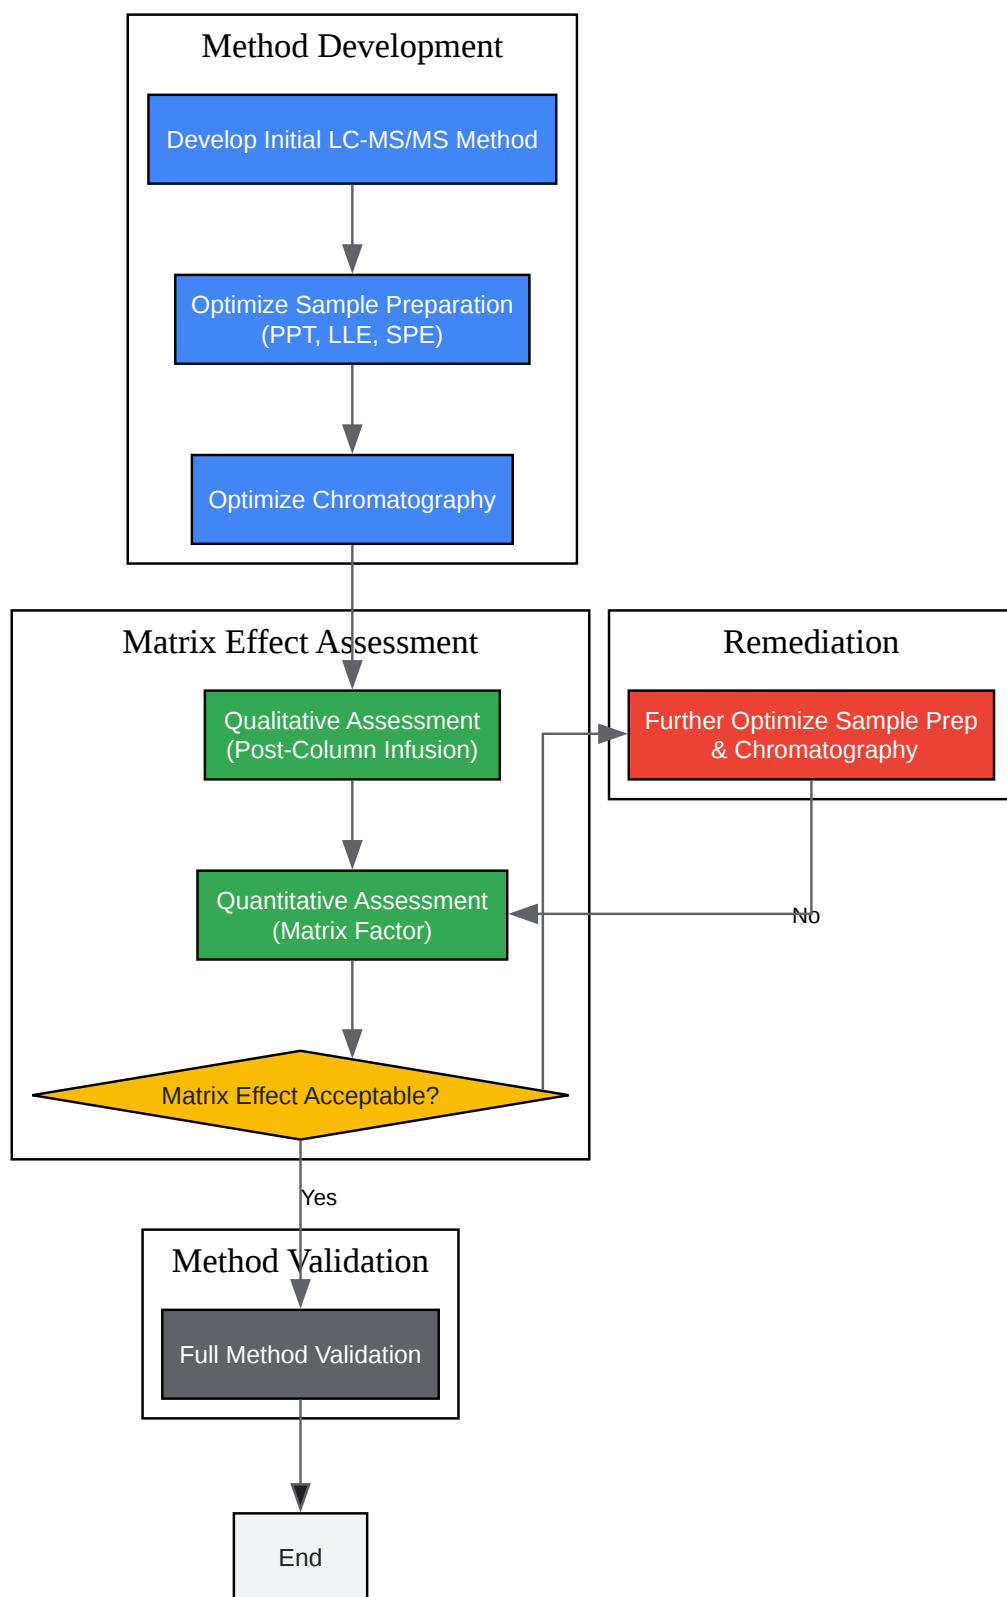 Method Development
Develop Initial LC-MS/MS Method
Optimize Sample Preparation
(PPT, LLE, SPE)
Optimize Chromatography
Matrix Effect Assessment
Remediation
Qualitative Assessment
(Post-Column Infusion)
Further Optimize Sample Prep
& Chromatography
Quantitative Assessment
(Matrix Factor)
No
Matrix Effect Acceptable?
Yes
Method Validation
Full Method Validation
End